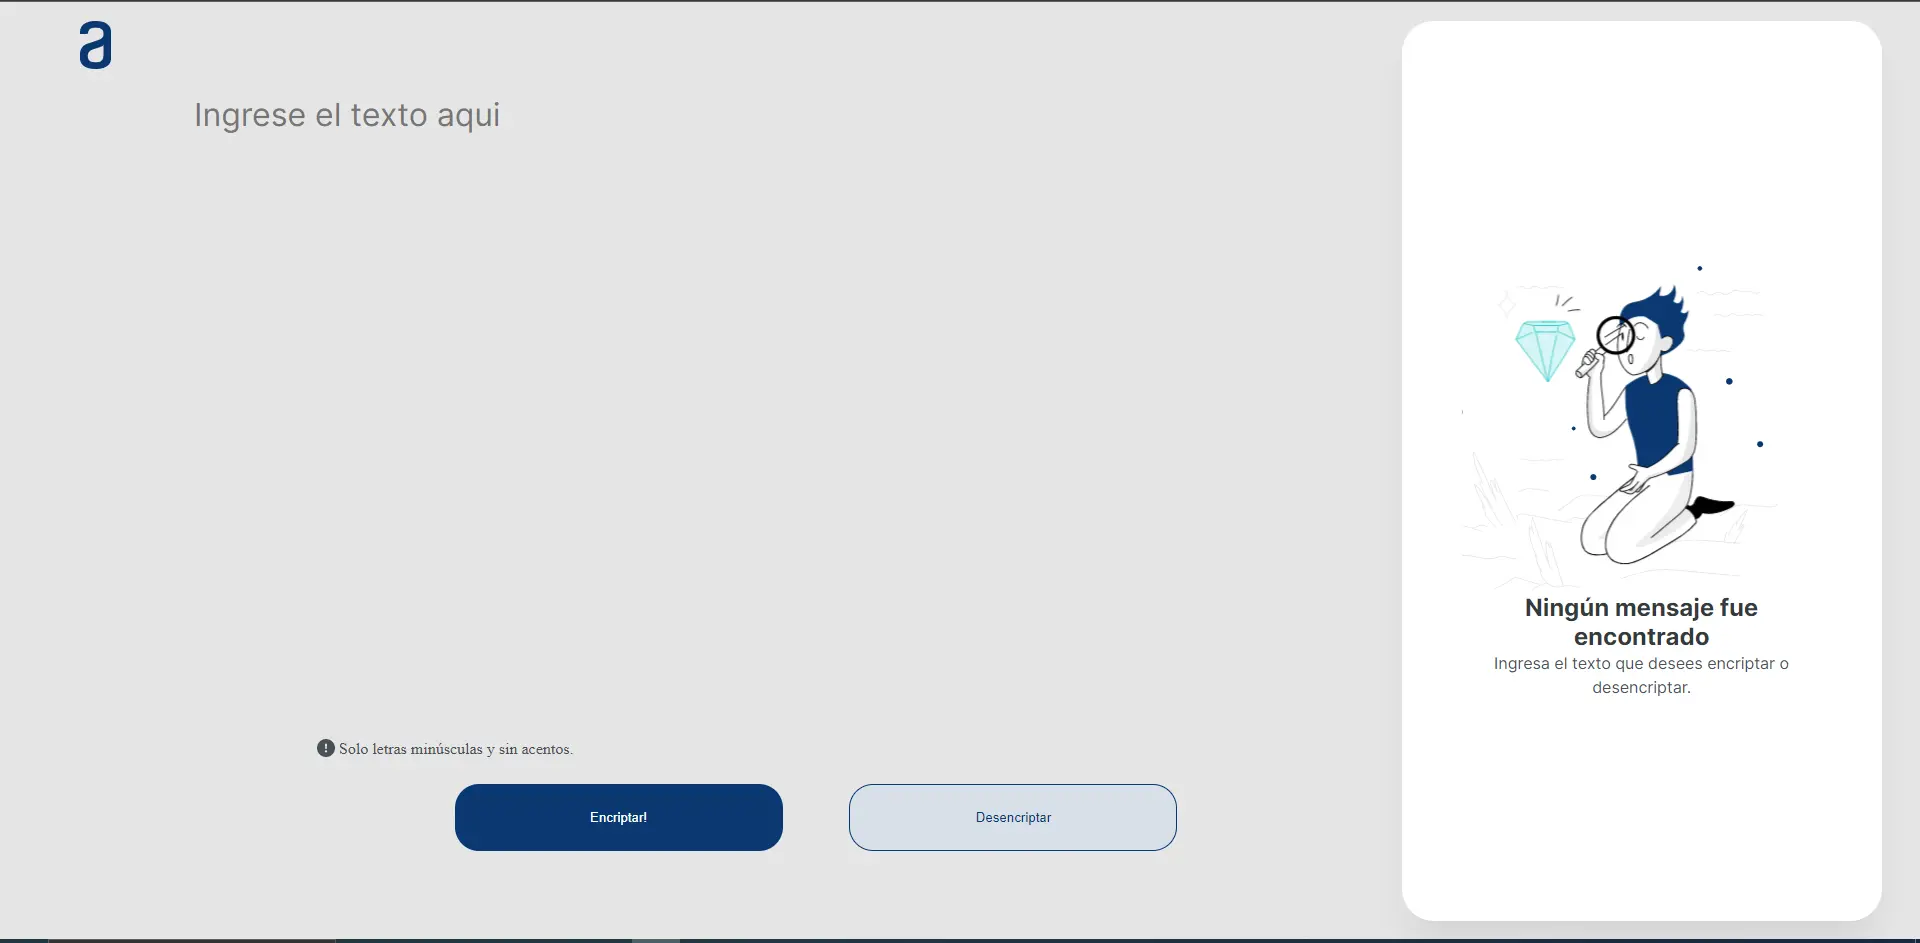 a
Ingrese el texto aqui
Ningún mensaje fue
encontrado
Ingresa el texto que desees encriptar o
desencriptar.
! Solo letras minúsculas y sin acentos.
Encriptar!
Desencriptar